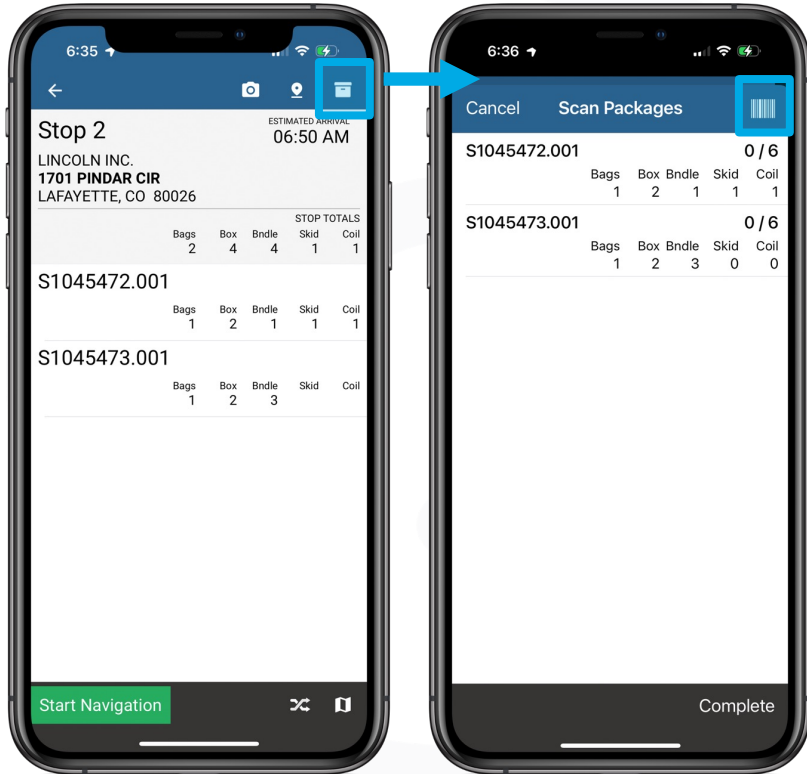 6:35
Stop 2
ESTIMATED ARRIVAL
06:50 AM
LINCOLN INC.
1701 PINDAR CIR
LAFAYETTE, CO 80026
STOP TOTALS
Bags Box Bndle Skid Coil
2 4 4 1 1
S1045472.001
Bags Box Bndle Skid Coil
1 2 1 1 1
S1045473.001
Bags Box Bndle Skid Coil
1 2 3
Start Navigation
6:36
Cancel Scan Packages
S1045472.001 0 / 6
Bags Box Bndle Skid Coil
1 2 1 1 1
S1045473.001 0 / 6
Bags Box Bndle Skid Coil
1 2 3 0 0
Complete